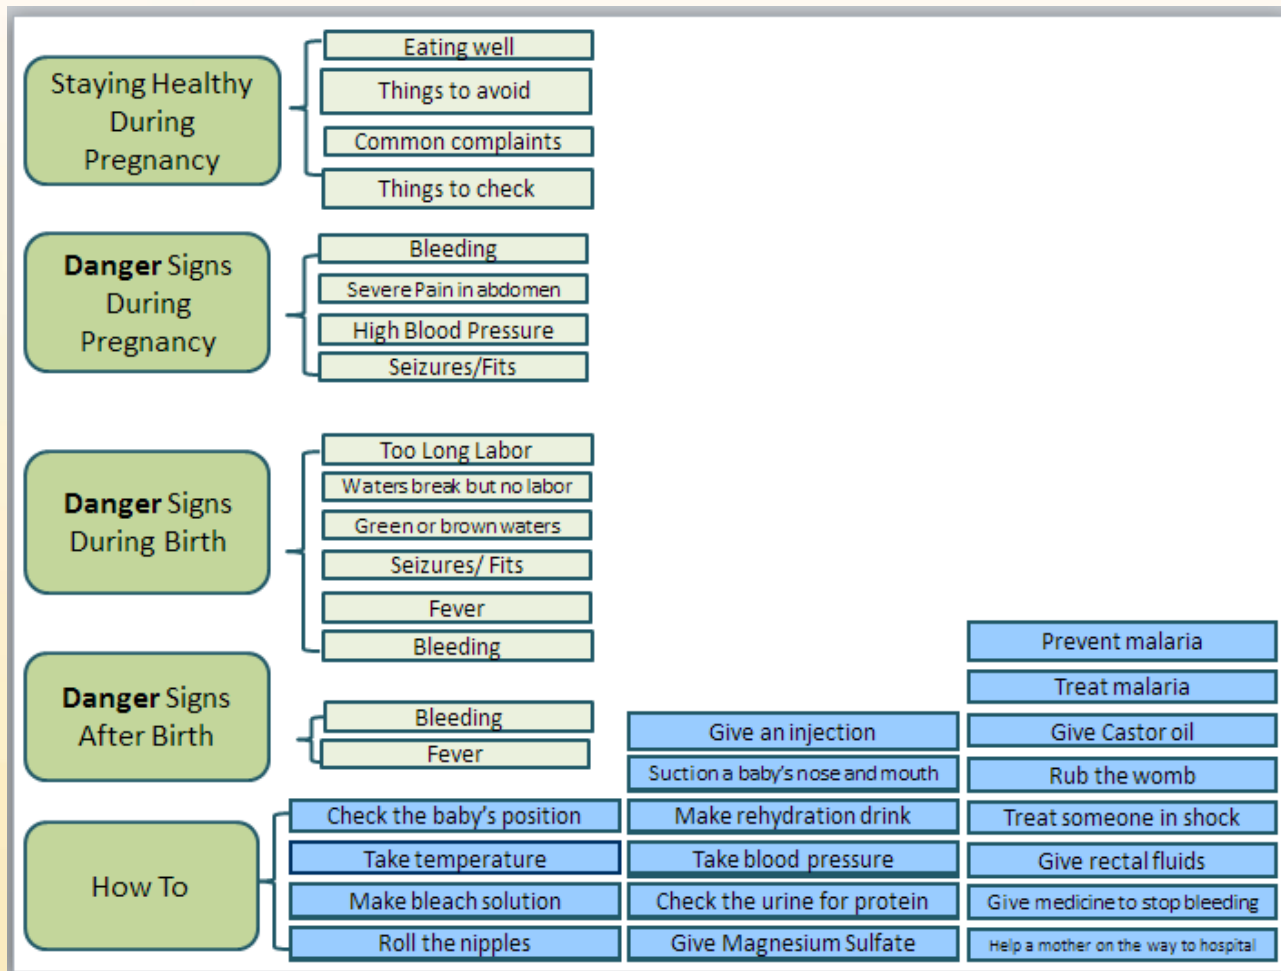 Staying Healthy
During
Pregnancy
Eating well
Things to avoid
Common complaints
Things to check
Danger Signs
During
Pregnancy
Bleeding
Severe Pain in abdomen
High Blood Pressure
Seizures/Fits
Danger Signs
During Birth
Too Long Labor
Waters break but no labor
Green or brown waters
Seizures/ Fits
Fever
Bleeding
Danger Signs
After Birth
Bleeding
Fever
How To
Check the baby's position
Take temperature
Make bleach solution
Roll the nipples
Give an injection
Suction a baby's nose and mouth
Make rehydration drink
Take blood pressure
Check the urine for protein
Give Magnesium Sulfate
Prevent malaria
Treat malaria
Give Castor oil
Rub the womb
Treat someone in shock
Give rectal fluids
Give medicine to stop bleeding
Help a mother on the way to hospital